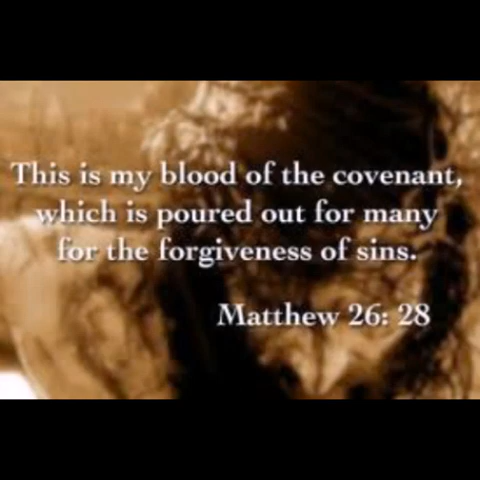 This is my blood of the covenant,
which is poured out for many
for the forgiveness of sins.
Matthew 26: 28